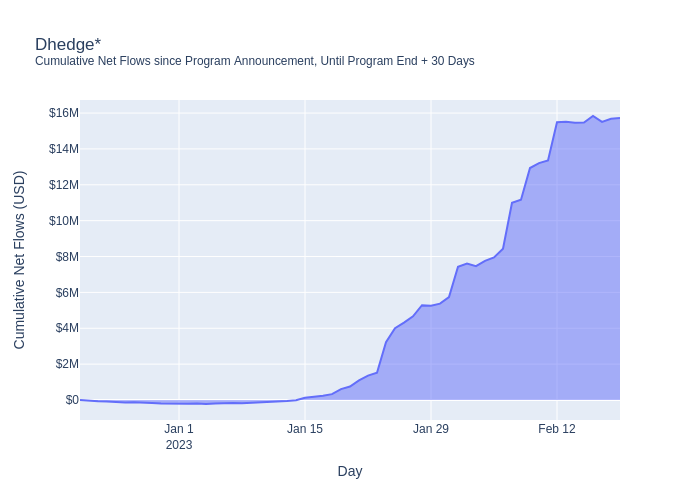 Dhedge*
Cumulative Net Flows since Program Announcement, Until Program End + 30 Days
Cumulative Net Flows (USD)
$16M
$14M
$12M
$10M
$8M
$6M
$4M
$2M
$0
Jan 1
2023
Jan 15
Jan 29
Feb 12
Day